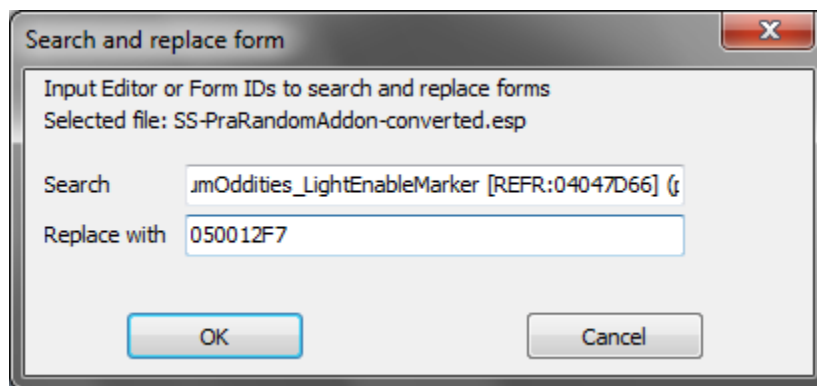 Search and replace form
Input Editor or Form IDs to search and replace forms
Selected file: SS-PraRandomAddon-converted.esp
Search
umOddities_LightEnableMarker [REFR:04047D66] (p
Replace with
050012F7
OK
Cancel